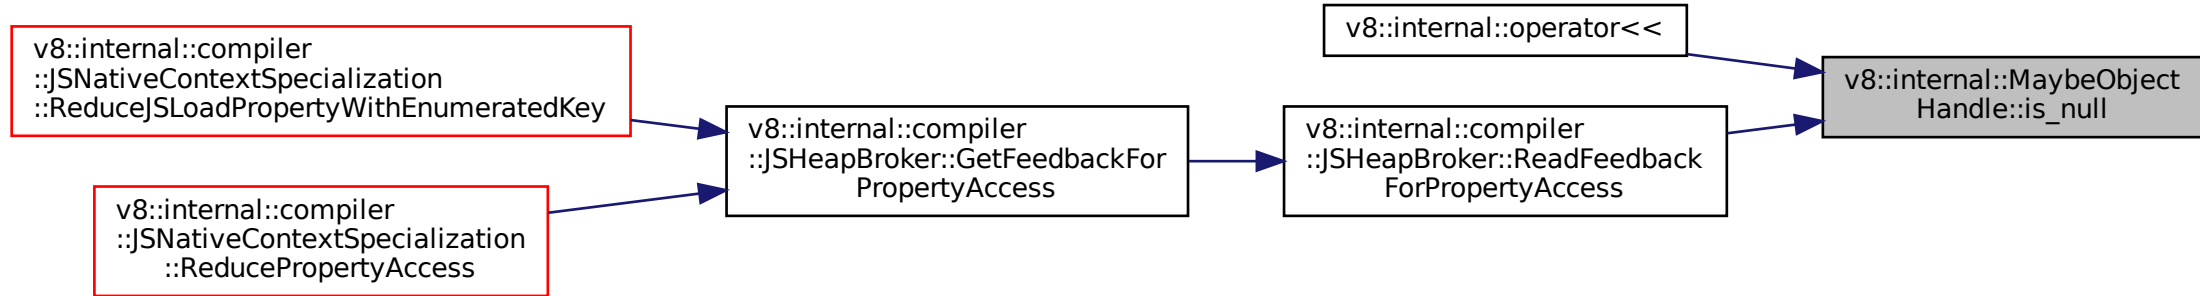 v8::internal::compiler
::JSNativeContextSpecialization
::ReduceJSLoadPropertyWithEnumeratedKey
v8::internal::compiler
::JSNativeContextSpecialization
::ReducePropertyAccess
v8::internal::compiler
::JSHeapBroker::GetFeedbackFor
PropertyAccess
v8::internal::operator<<
v8::internal::compiler
::JSHeapBroker::ReadFeedback
ForPropertyAccess
v8::internal::MaybeObject
Handle::is_null